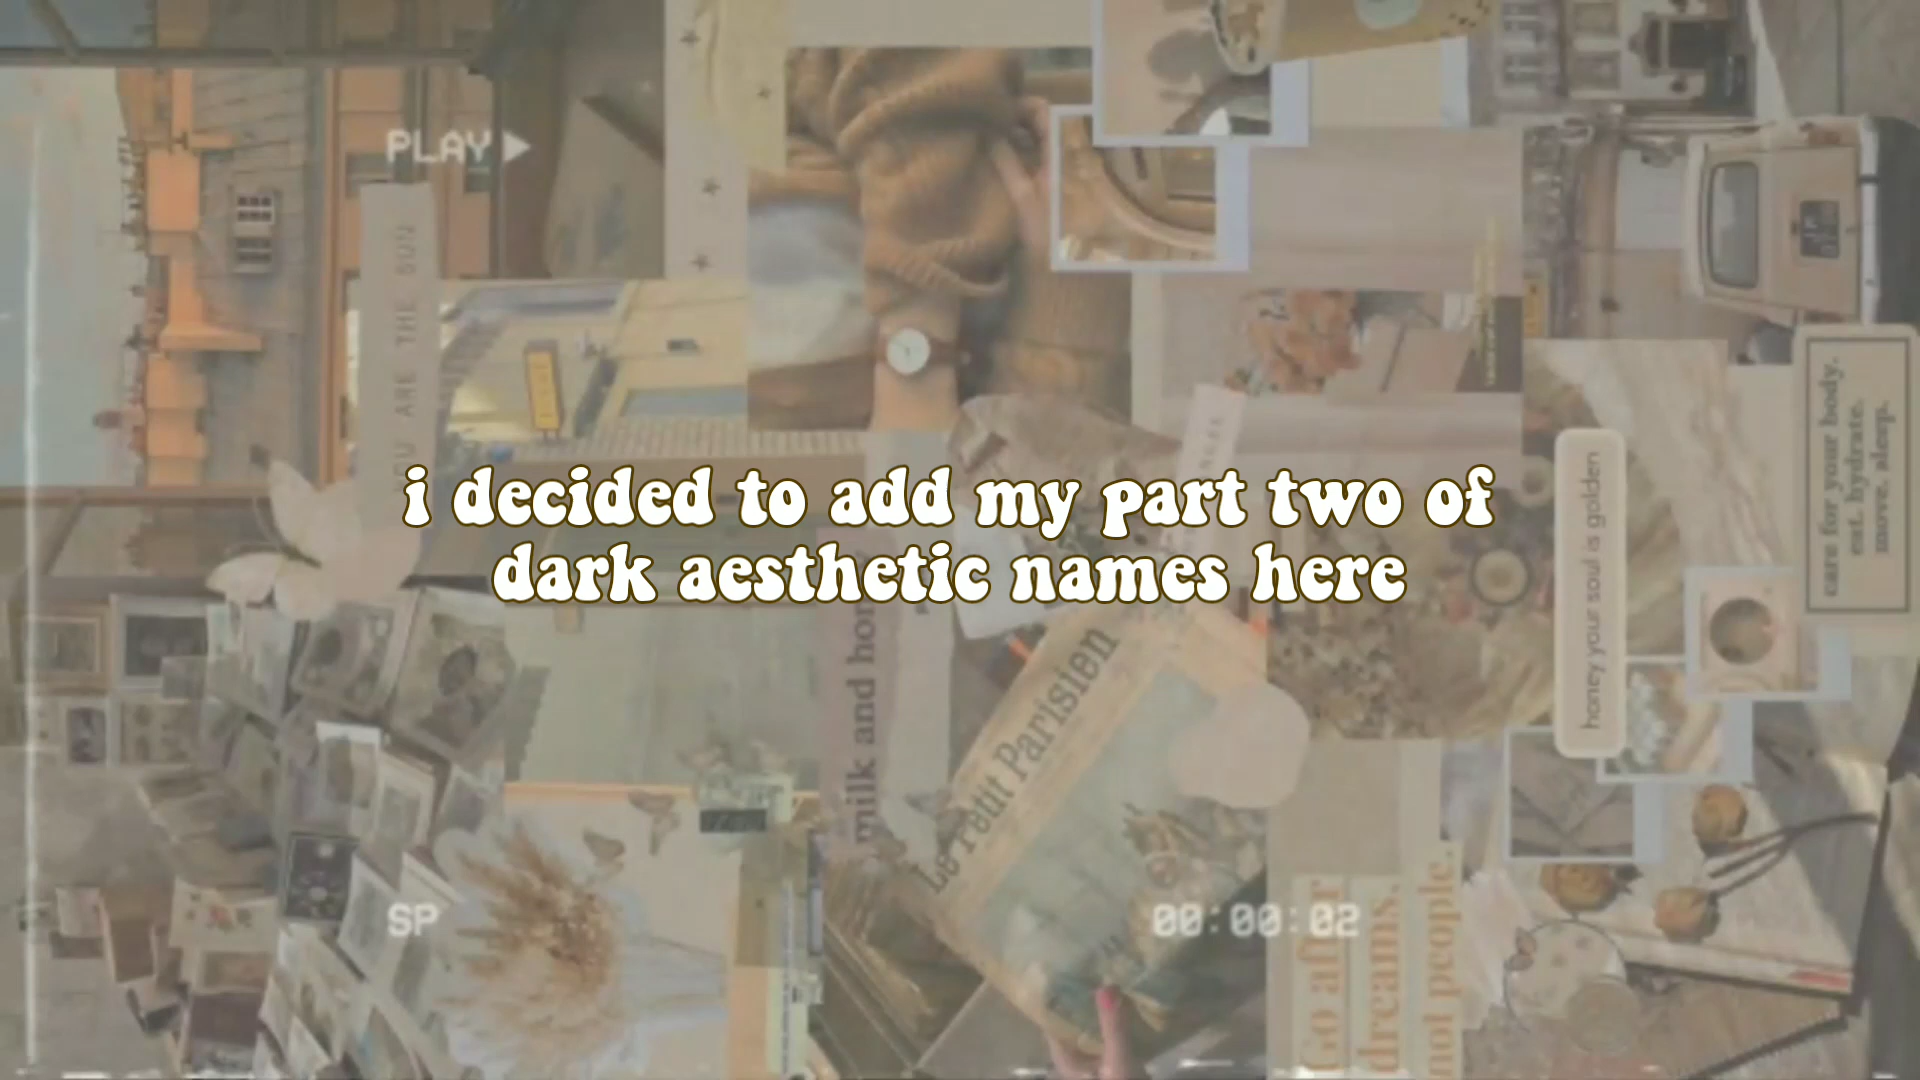 PLAY
YOU ARE THE SUN
i decided to add my part two of
dark aesthetic names here
care for your body.
eat. hydrate.
move. sleep.
honey your soul is golden
milk and hon
Le Petit Parisien
SP
00:00:02
Go after
dreams.
not people.